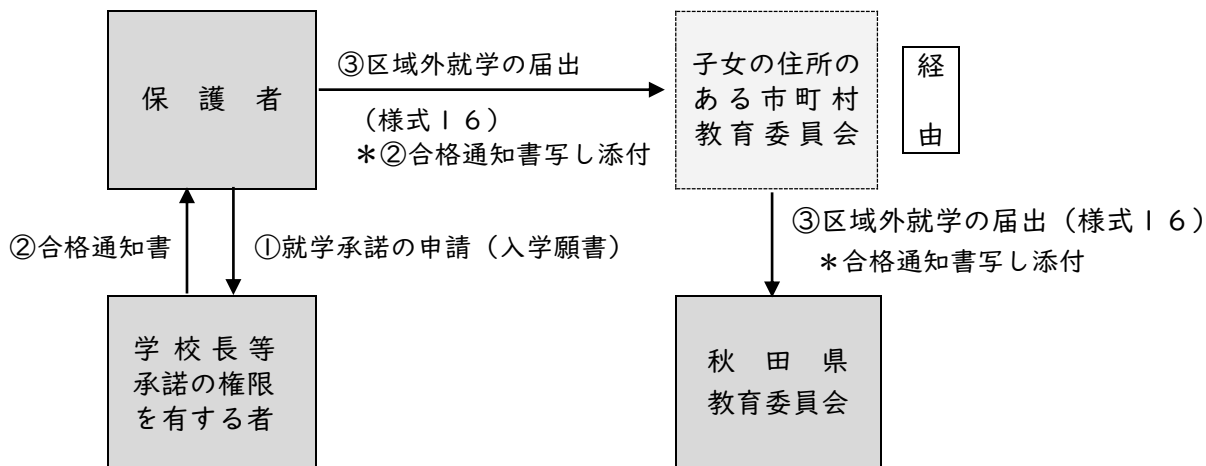 保護者
③区域外就学の届出
（様式１６）
＊②合格通知書写し添付
子女の住所の
ある市町村
教育委員会
経由
②合格通知書
①就学承諾の申請（入学願書）
③区域外就学の届出（様式１６）
＊合格通知書写し添付
学校長等
承諾の権限
を有する者
秋田県
教育委員会